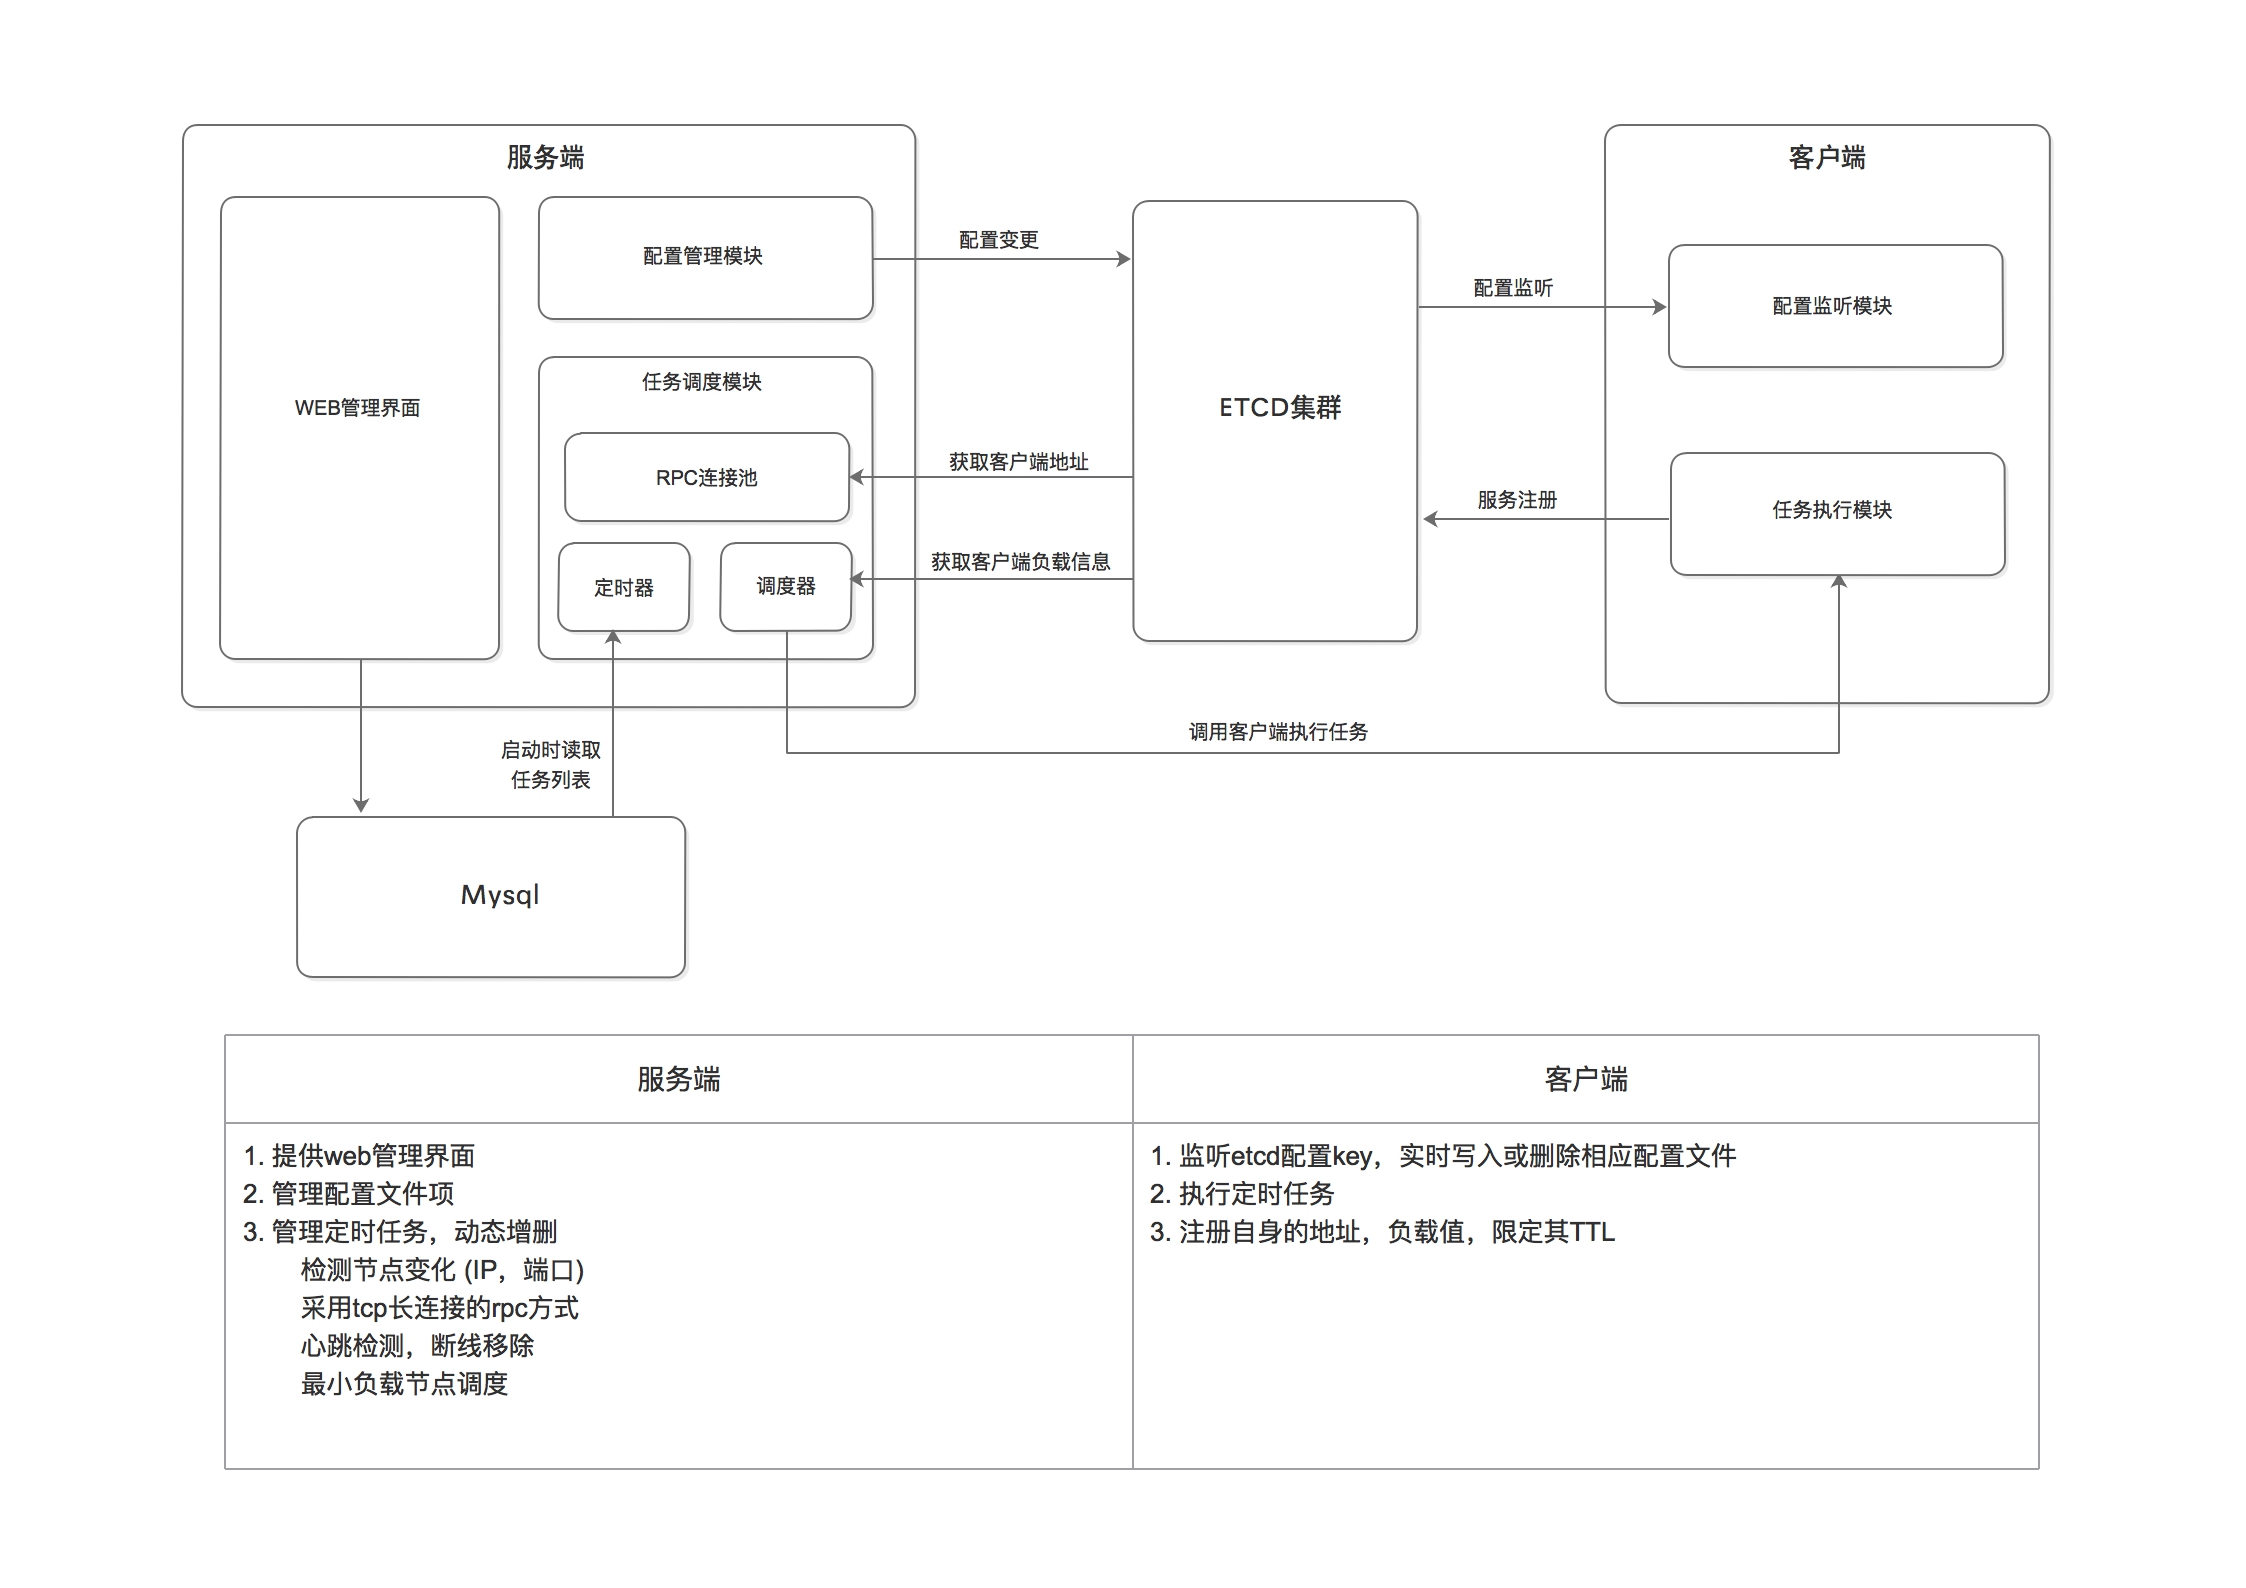 服务端
客户端
WEB管理界面
配置管理模块
配置变更
ETCD集群
配置监听
配置监听模块
任务调度模块
RPC连接池
获取客户端地址
服务注册
任务执行模块
定时器
调度器
获取客户端负载信息
启动时读取
任务列表
调用客户端执行任务
Mysql
服务端
1. 提供web管理界面
2. 管理配置文件项
3. 管理定时任务，动态增删
检测节点变化 (IP，端口)
采用tcp长连接的rpc方式
心跳检测，断线移除
最小负载节点调度
客户端
1. 监听etcd配置key，实时写入或删除相应配置文件
2. 执行定时任务
3. 注册自身的地址，负载值，限定其TTL